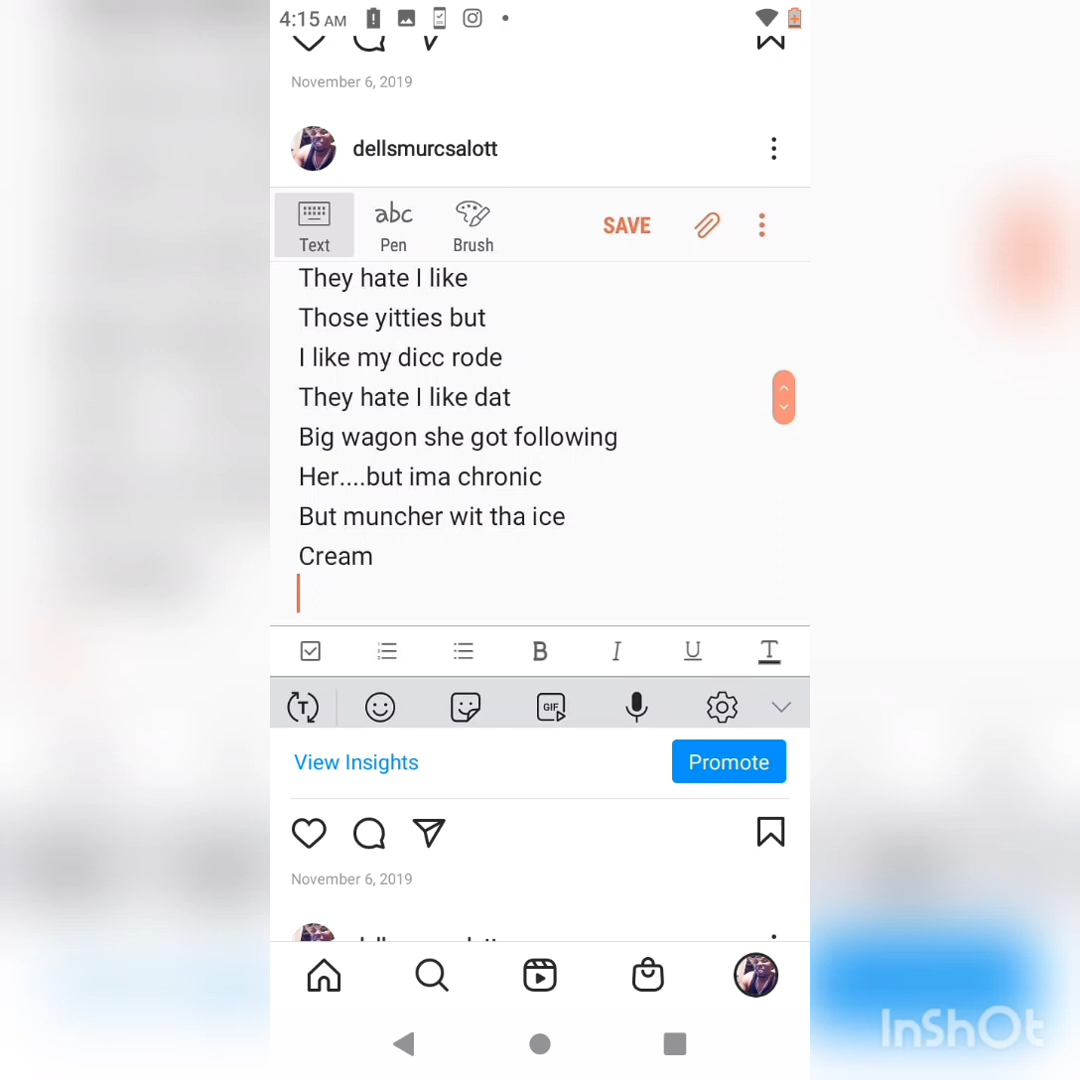 4:15 AM
November 6, 2019
dellsmurcsalott
Text
abc
Pen
Brush
SAVE
They hate I like
Those yitties but
I like my dicc rode
They hate I like dat
Big wagon she got following
Her....but ima chronic
But muncher wit tha ice
Cream
B I U T
T
GIF
View Insights
Promote
November 6, 2019
InShOt